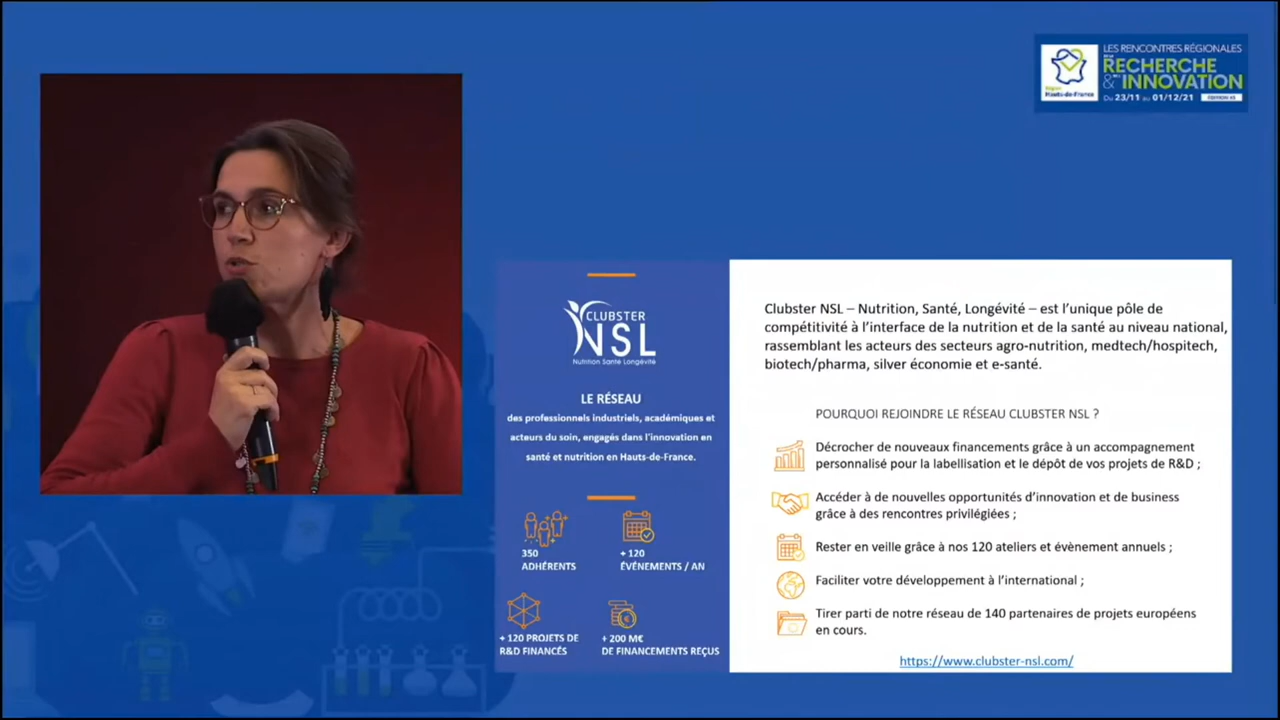 LES RENCONTRES RÉGIONALES
RECHERCHE
& INNOVATION
Du 23/11 au 01/12/21
Région
Hauts-de-France
CLUBSTER
NSL
Nutrition Santé Longévité
LE RÉSEAU
des professionnels industriels, académiques et
acteurs du soin, engagés dans l'innovation en
santé et nutrition en Hauts-de-France.
350
ADHÉRENTS
+ 120
ÉVÉNEMENTS / AN
+ 120 PROJETS DE
R&D FINANCÉS
+ 200 M€
DE FINANCEMENTS REÇUS
Clubster NSL – Nutrition, Santé, Longévité – est l'unique pôle de
compétitivité à l'interface de la nutrition et de la santé au niveau national,
rassemblant les acteurs des secteurs agro-nutrition, medtech/hospitech,
biotech/pharma, silver économie et e-santé.
POURQUOI REJOINDRE LE RÉSEAU CLUBSTER NSL ?
Décrocher de nouveaux financements grâce à un accompagnement
personnalisé pour la labellisation et le dépôt de vos projets de R&D ;
Accéder à de nouvelles opportunités d'innovation et de business
grâce à des rencontres privilégiées ;
Rester en veille grâce à nos 120 ateliers et évènement annuels ;
Faciliter votre développement à l'international ;
Tirer parti de notre réseau de 140 partenaires de projets européens
en cours.
https://www.clubster-nsl.com/